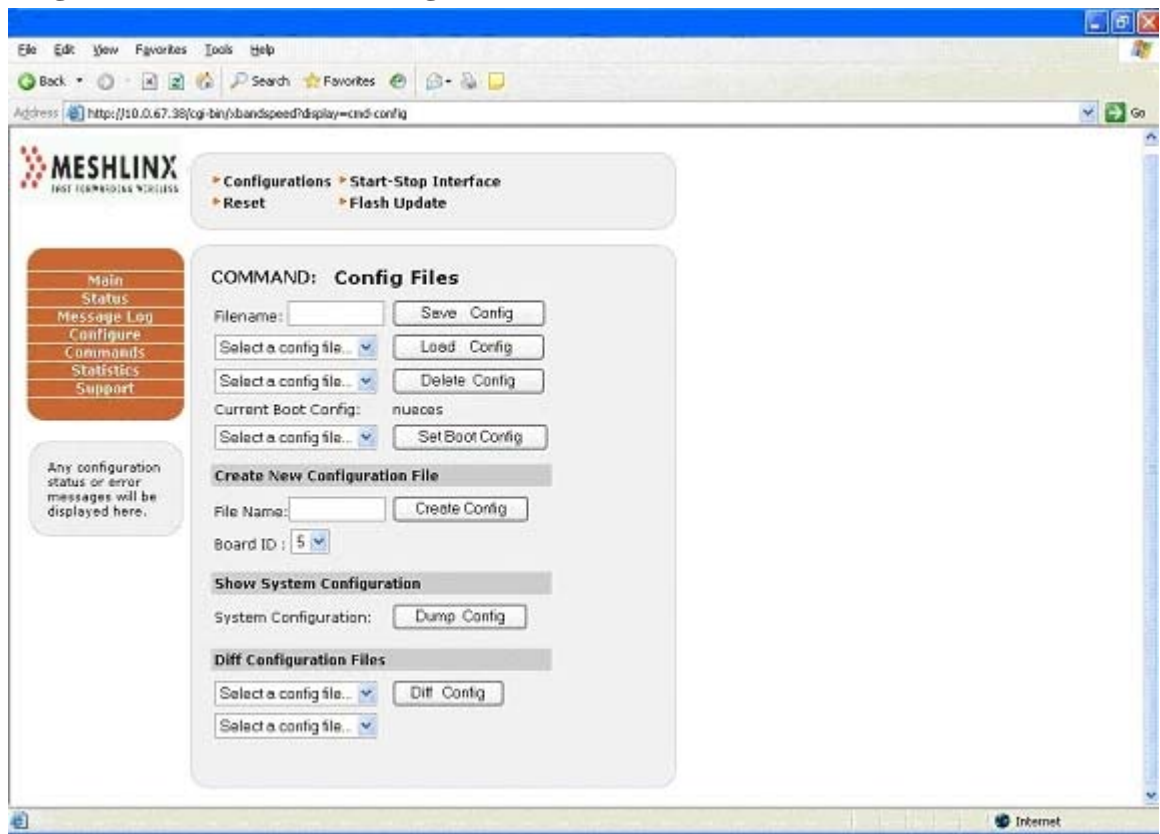 File Edit View Favorites Tools Help
Back Search Favorites
Address http://10.0.67.38/cgi-bin/xbandspeed?display=cmd-config Go
MESHLINX
FAST FORWARDING WIRELESS
Configurations Start-Stop Interface
Reset Flash Update
Main
Status
Message Log
Configure
Commands
Statistics
Support
Any configuration
status or error
messages will be
displayed here.
COMMAND: Config Files
Filename: Save Config
Select a config file... Load Config
Select a config file... Delete Config
Current Boot Config: nueces
Select a config file... Set Boot Config
Create New Configuration File
File Name: Create Config
Board ID : 5
Show System Configuration
System Configuration: Dump Config
Diff Configuration Files
Select a config file... Diff Config
Select a config file...
Internet